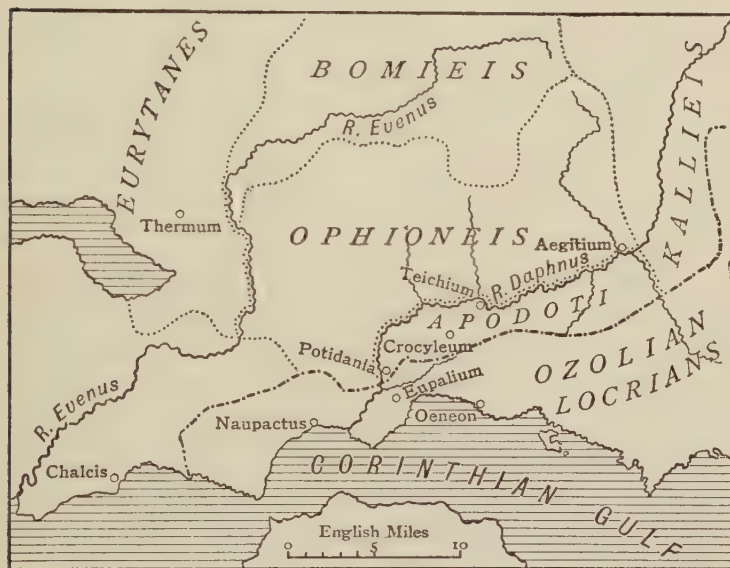 EURYTANES
BOMIEIS
R. Evenus
KALLIEIS
Thermum
OPHIONEIS
Aegitium
Teichium
R. Daphnus
APODOTI
Crocyleum
Potidania
OZOLIAN
LOCRIANS
Eupalium
R. Evenus
Naupactus
Oeneon
Chalcis
CORINTHIAN GULF
English Miles
0 5 10